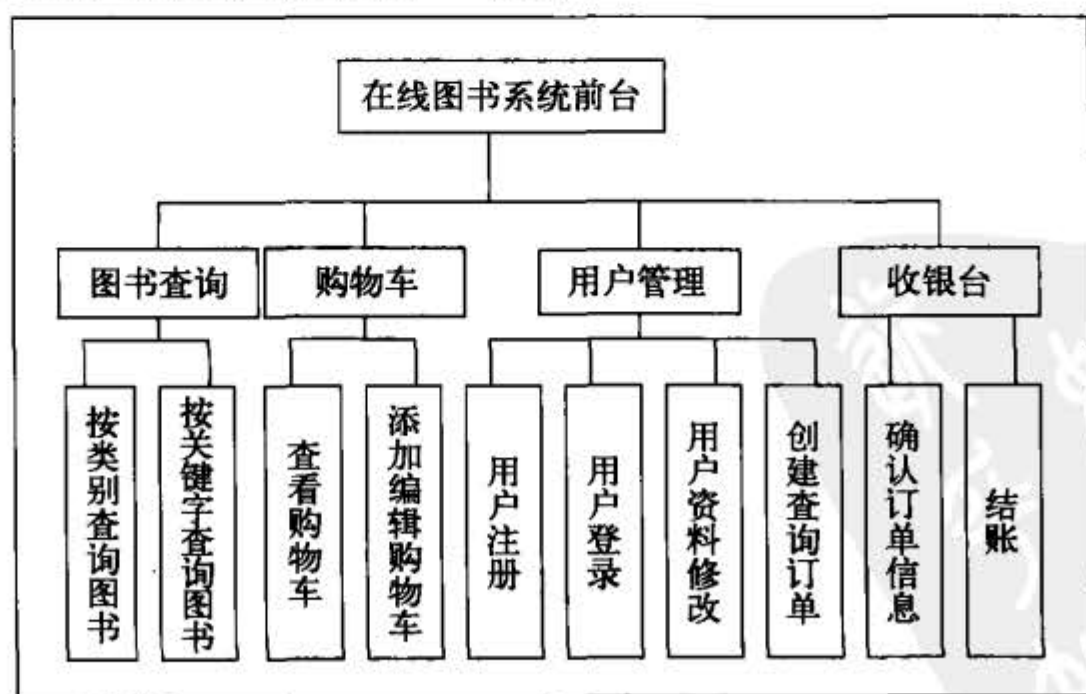 在线图书系统前台
图书查询
购物车
用户管理
收银台
按类别查询图书
按关键字查询图书
查看购物车
添加编辑购物车
用户注册
用户登录
用户资料修改
创建查询订单
确认订单信息
结账